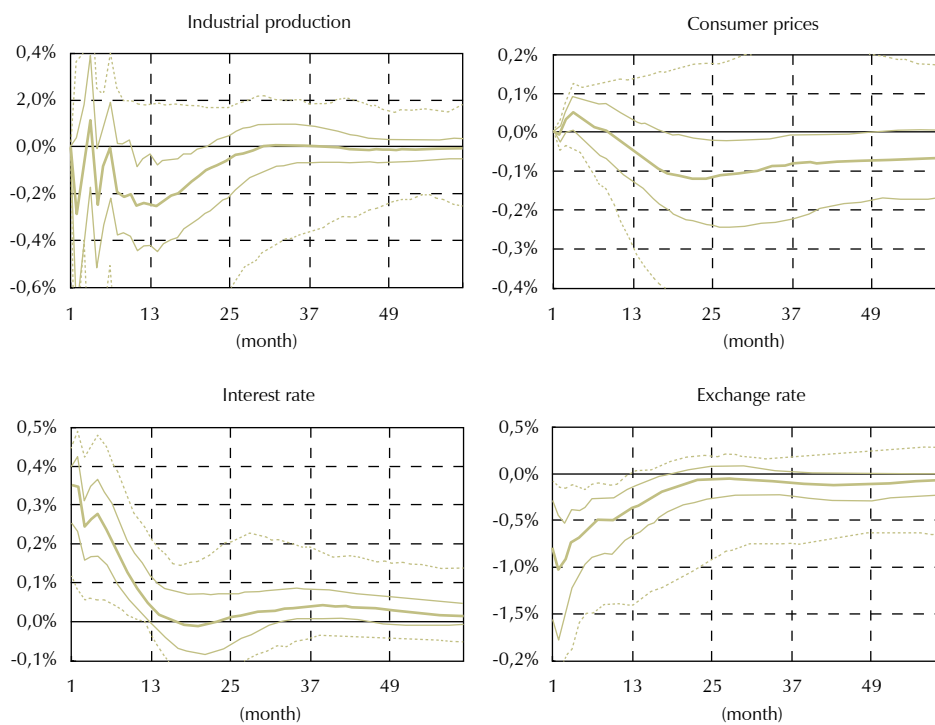 Industrial production
0,4%
2,0%
0,0%
-0,2%
-0,4%
-0,6%
1 13 25 37 49
(month)
Consumer prices
0,2%
0,1%
0,0%
-0,1%
-0,2%
-0,3%
-0,4%
1 13 25 37 49
(month)
Interest rate
0,5%
0,4%
0,3%
0,2%
0,1%
0,0%
-0,1%
1 13 25 37 49
(month)
Exchange rate
0,5%
0,0%
-0,5%
-1,0%
-1,5%
-0,2%
1 13 25 37 49
(month)